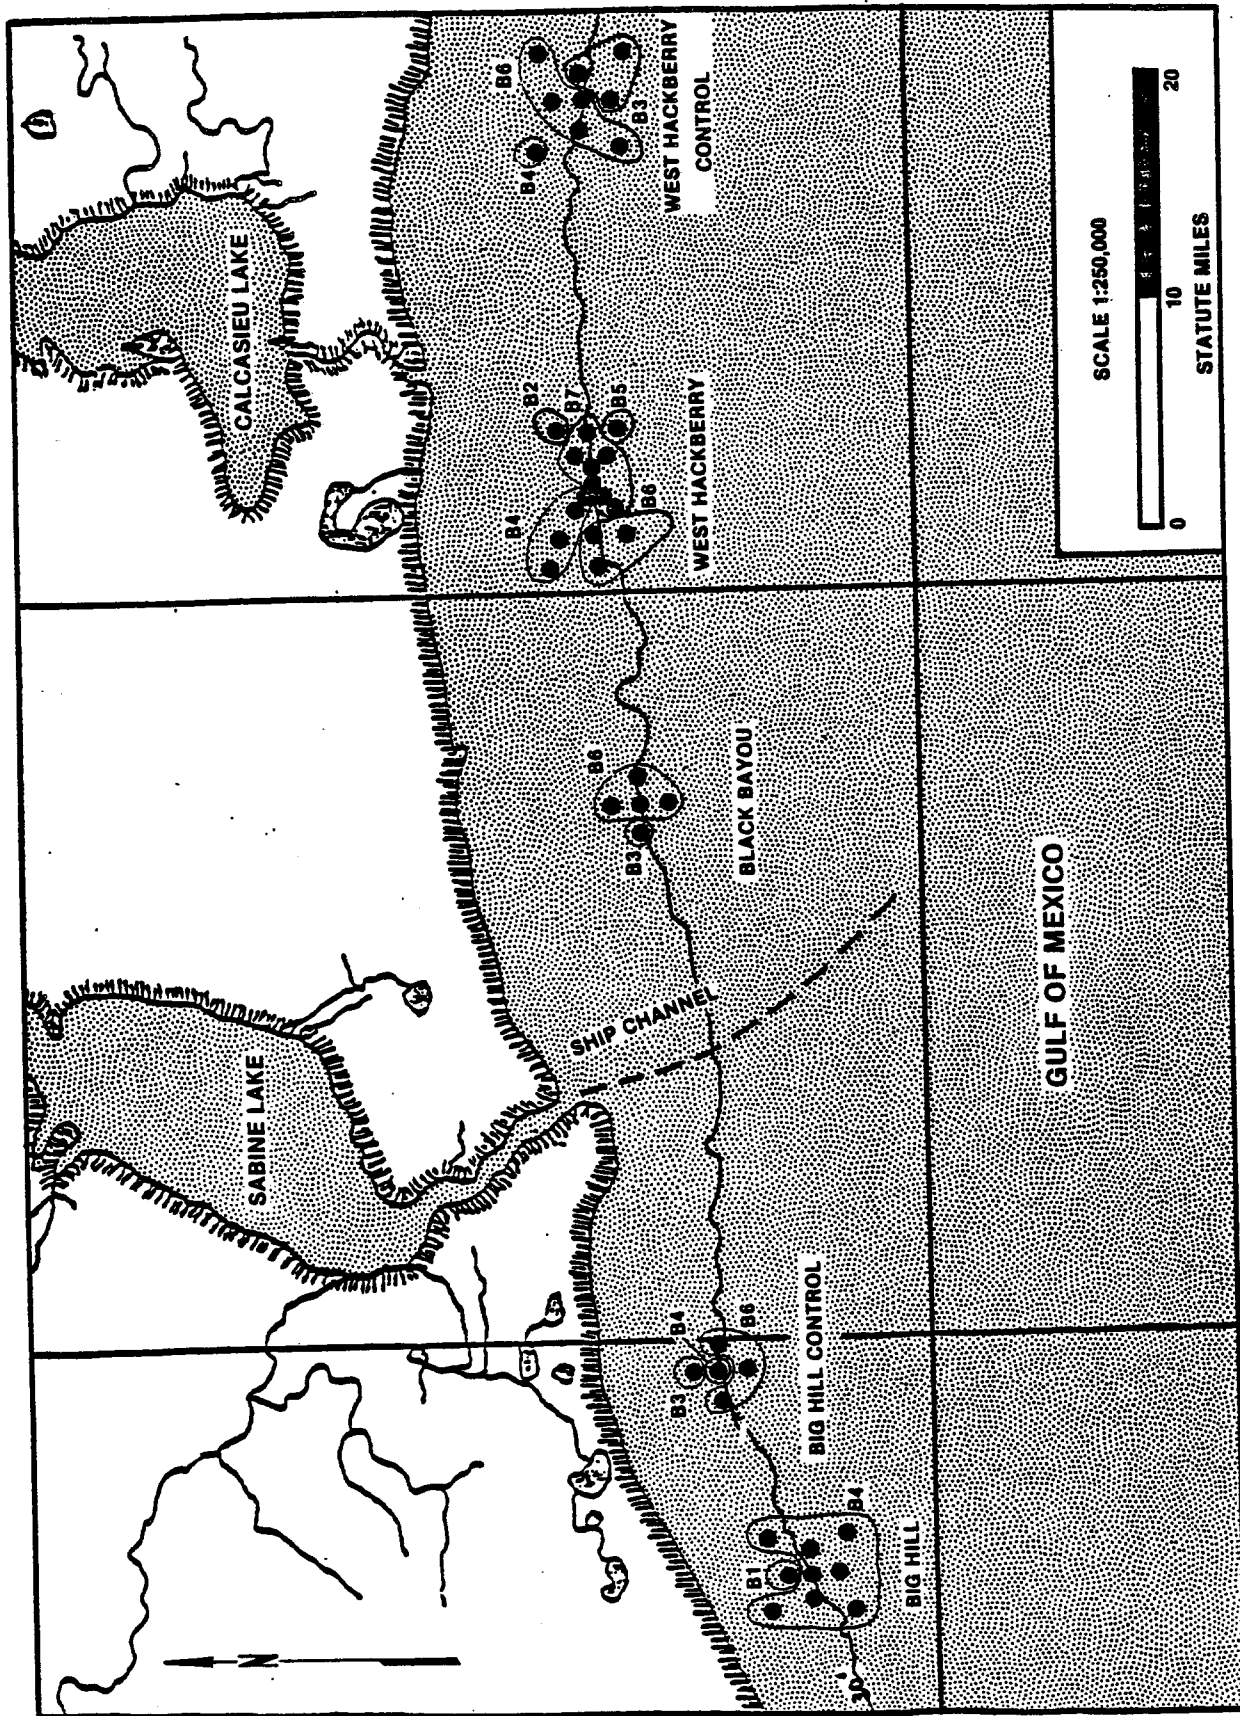 CALCASIEU LAKE
SABINE LAKE
N
SHIP CHANNEL
B6
B4
B3
WEST HACKBERRY
CONTROL
B2
B7
B5
B4
B6
WEST HACKBERRY
B6
B3
BLACK BAYOU
B4
B3
B6
BIG HILL CONTROL
B1
B4
BIG HILL
30'
GULF OF MEXICO
SCALE 1:250,000
0 10 20
STATUTE MILES